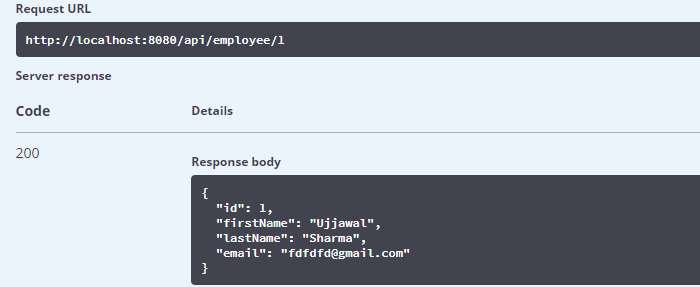 Request URL
http://localhost:8080/api/employee/1
Server response
Code Details
200
Response body
{
"id": 1,
"firstName": "Ujjawal",
"lastName": "Sharma",
"email": "fdfdfd@gmail.com"
}